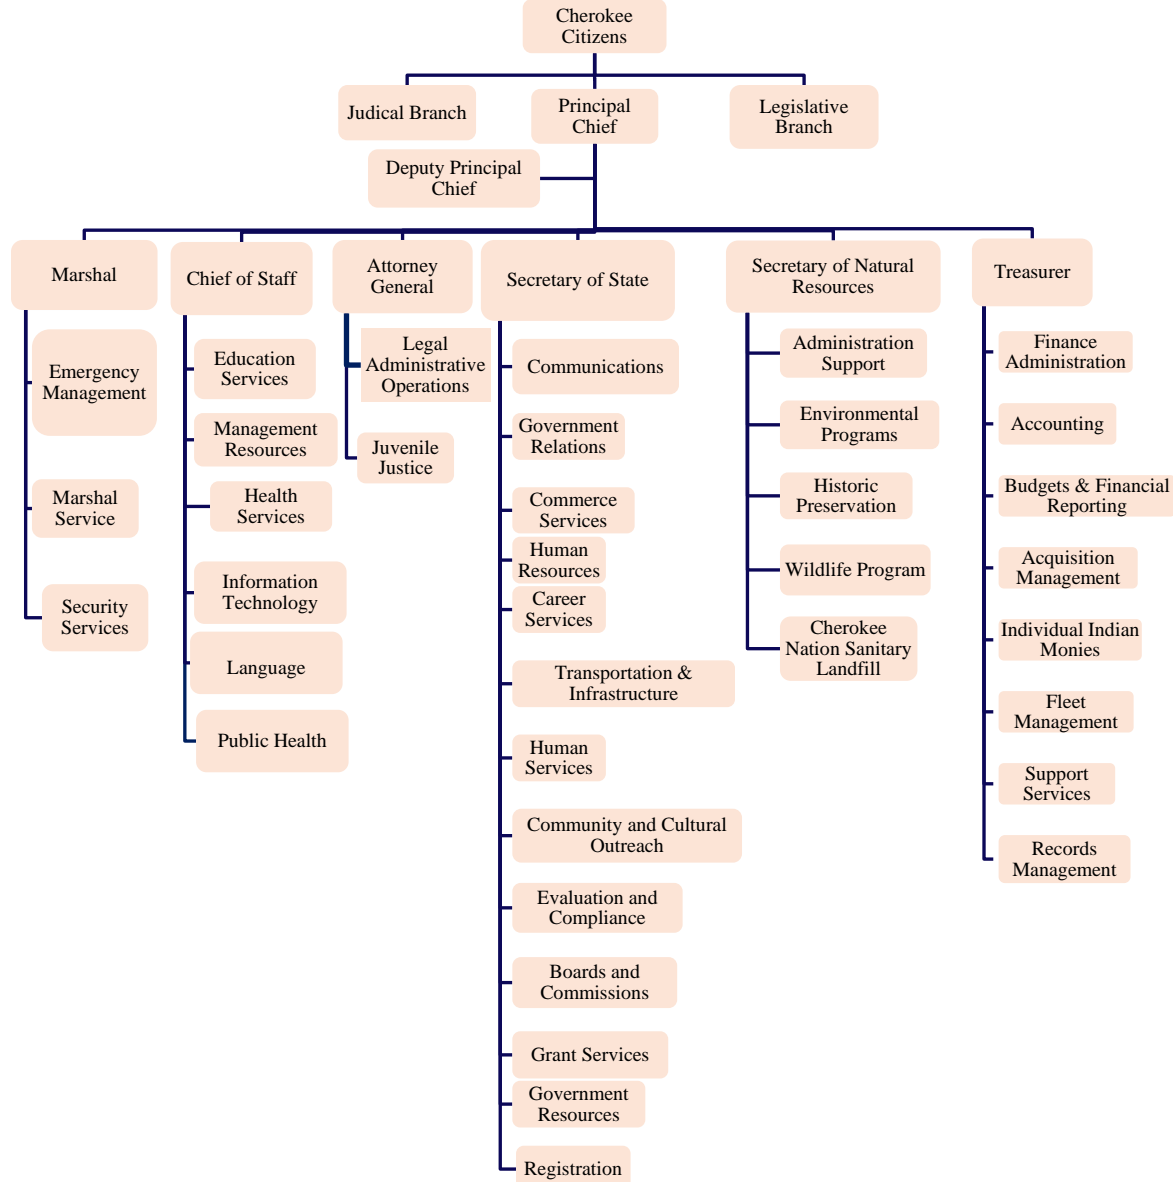 Cherokee
Citizens
Judical Branch
Principal
Chief
Legislative
Branch
Deputy Principal
Chief
Marshal
Emergency
Management
Marshal
Service
Security
Services
Chief of Staff
Education
Services
Management
Resources
Health
Services
Information
Technology
Language
Public Health
Attorney
General
Legal
Administrative
Operations
Juvenile
Justice
Secretary of State
Communications
Government
Relations
Commerce
Services
Human
Resources
Career
Services
Transportation &
Infrastructure
Human
Services
Community and Cultural
Outreach
Evaluation and
Compliance
Boards and
Commissions
Grant Services
Government
Resources
Registration
Secretary of Natural
Resources
Administration
Support
Environmental
Programs
Historic
Preservation
Wildlife Program
Cherokee
Nation Sanitary
Landfill
Treasurer
Finance
Administration
Accounting
Budgets & Financial
Reporting
Acquisition
Management
Individual Indian
Monies
Fleet
Management
Support
Services
Records
Management